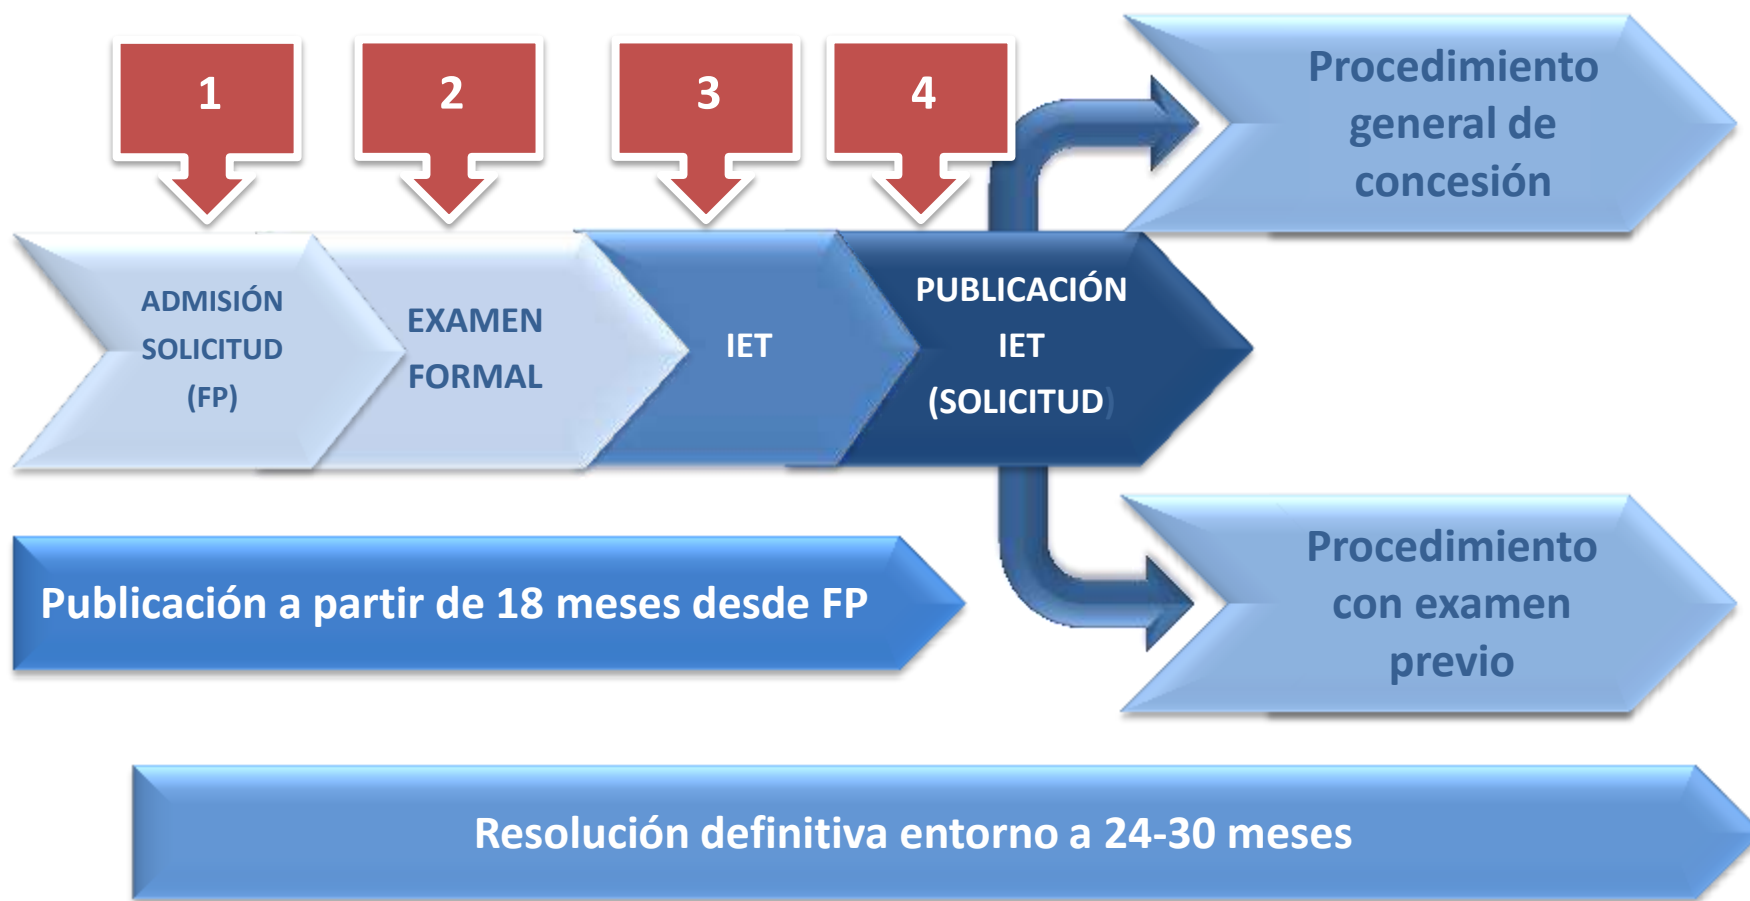 1
2
3
4
ADMISIÓN
SOLICITUD
(FP)
EXAMEN
FORMAL
IET
PUBLICACIÓN
IET
(SOLICITUD)
Procedimiento
general de
concesión
Procedimiento
con examen
previo
Publicación a partir de 18 meses desde FP
Resolución definitiva entorno a 24-30 meses